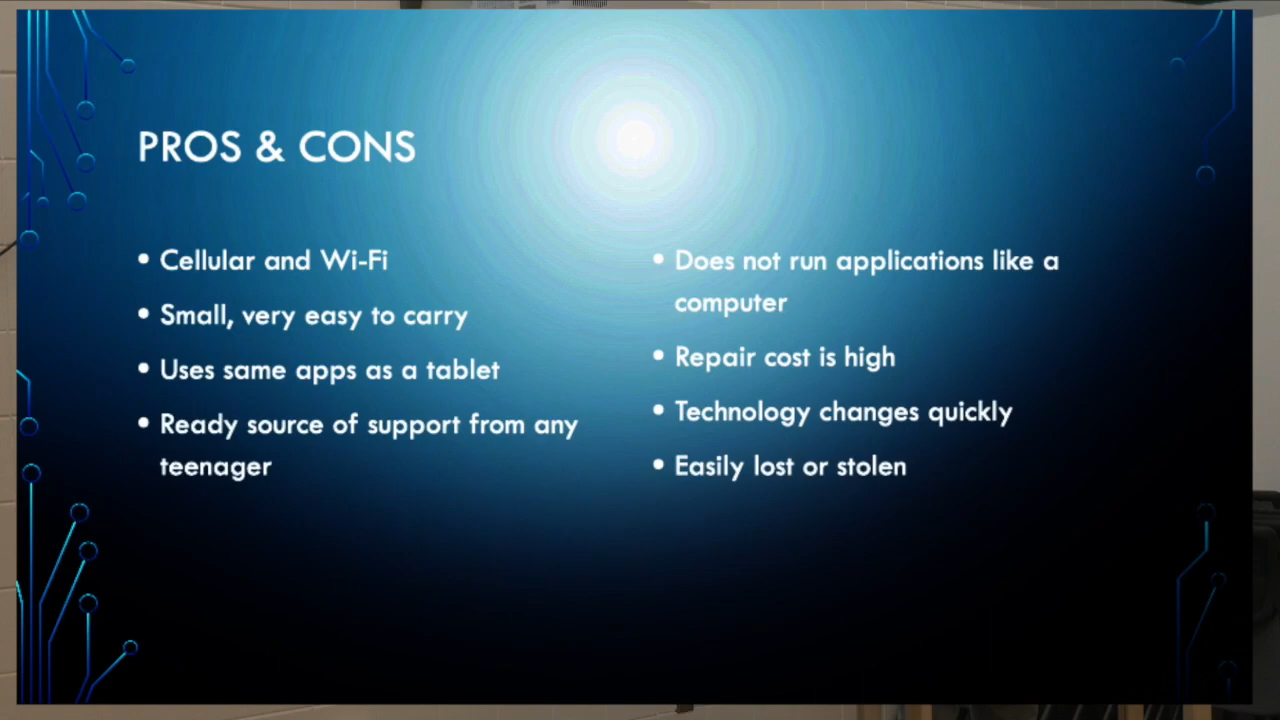 PROS & CONS
• Cellular and Wi-Fi
• Small, very easy to carry
• Uses same apps as a tablet
• Ready source of support from any
teenager
• Does not run applications like a
computer
• Repair cost is high
• Technology changes quickly
• Easily lost or stolen